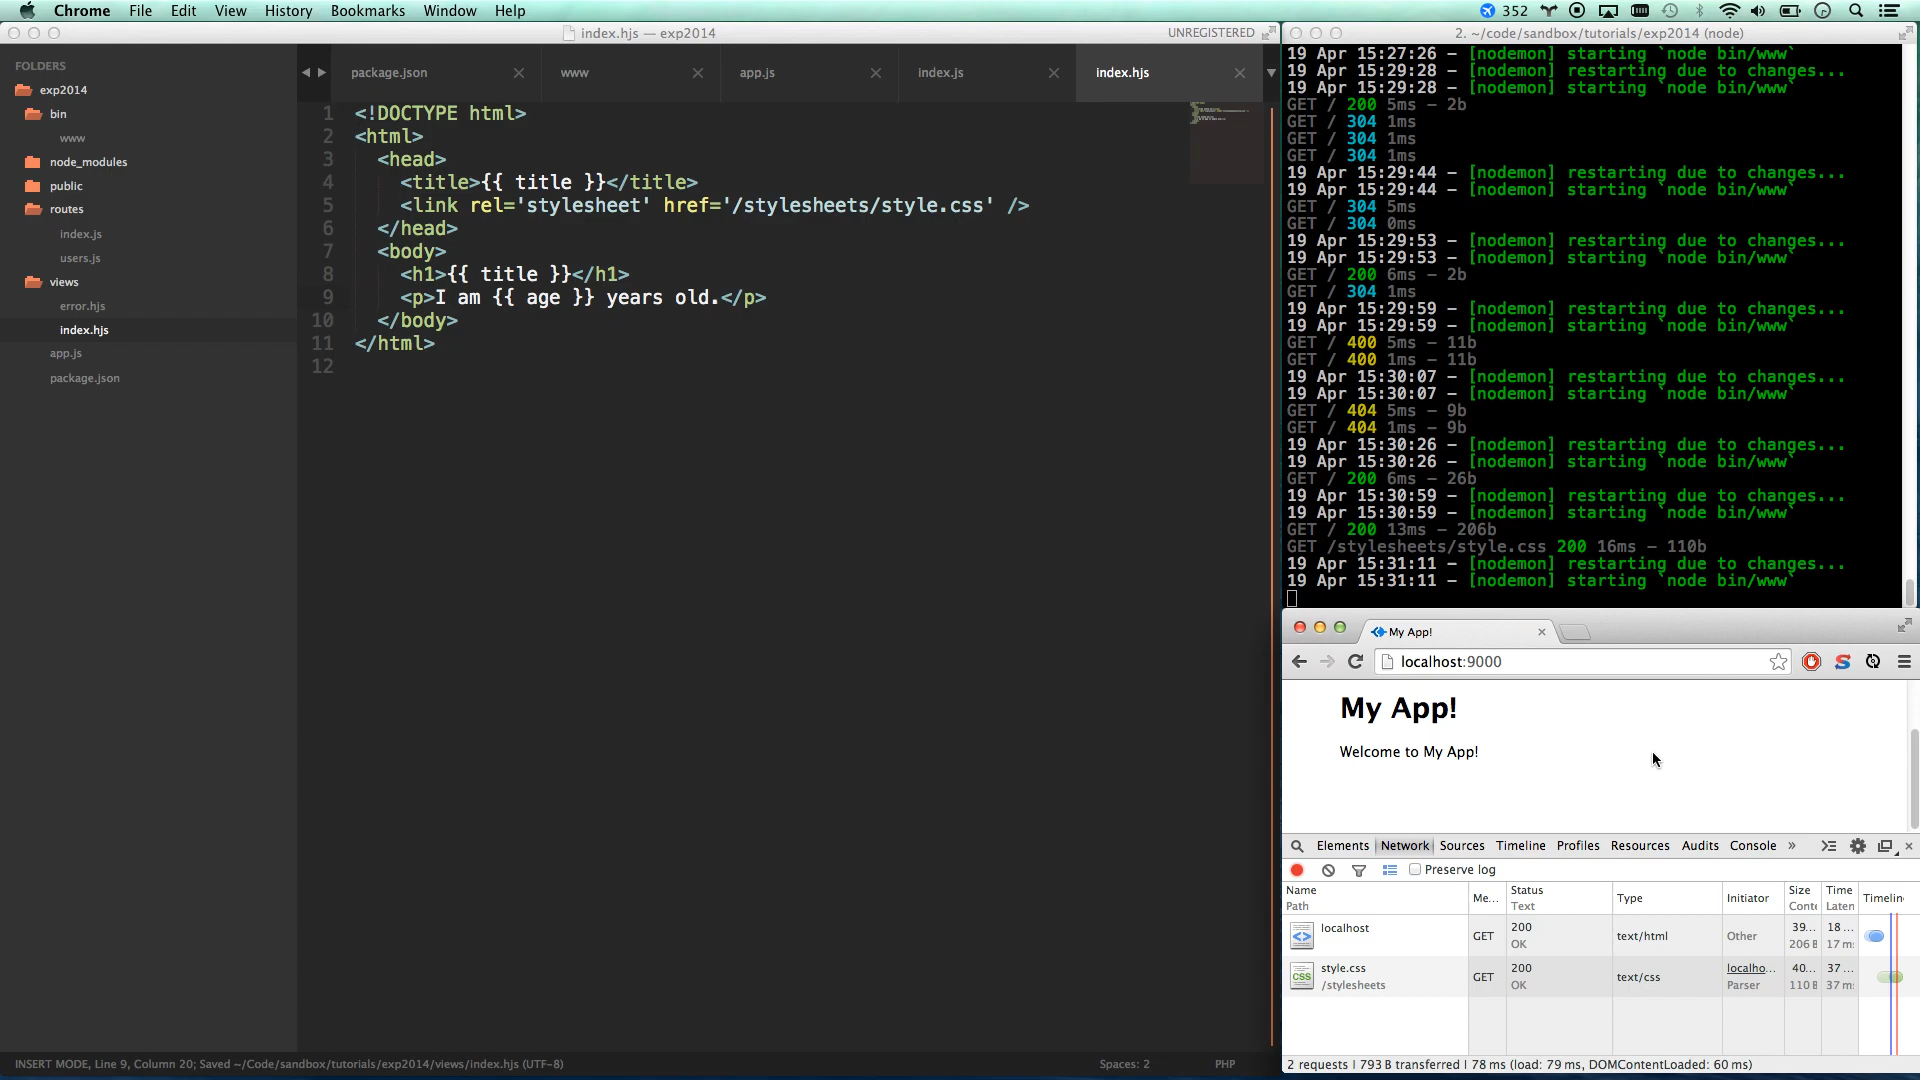 Chrome File Edit View History Bookmarks Window Help 352
index.hjs — exp2014 UNREGISTERED
FOLDERS
exp2014
bin
www
node_modules
public
routes
index.js
users.js
views
error.hjs
index.hjs
app.js
package.json
package.json www app.js index.js index.hjs
1 <!DOCTYPE html>
2 <html>
3 <head>
4 <title>{{ title }}</title>
5 <link rel='stylesheet' href='/stylesheets/style.css' />
6 </head>
7 <body>
8 <h1>{{ title }}</h1>
9 <p>I am {{ age }} years old.</p>
10 </body>
11 </html>
12
INSERT MODE, Line 9, Column 20; Saved ~/Code/sandbox/tutorials/exp2014/views/index.hjs (UTF-8) Spaces: 2 PHP
2. ~/code/sandbox/tutorials/exp2014 (node)
19 Apr 15:27:26 - [nodemon] starting `node bin/www`
19 Apr 15:29:28 - [nodemon] restarting due to changes...
19 Apr 15:29:28 - [nodemon] starting `node bin/www`
GET / 200 5ms - 2b
GET / 304 1ms
GET / 304 1ms
GET / 304 1ms
19 Apr 15:29:44 - [nodemon] restarting due to changes...
19 Apr 15:29:44 - [nodemon] starting `node bin/www`
GET / 304 5ms
GET / 304 0ms
19 Apr 15:29:53 - [nodemon] restarting due to changes...
19 Apr 15:29:53 - [nodemon] starting `node bin/www`
GET / 200 6ms - 2b
GET / 304 1ms
19 Apr 15:29:59 - [nodemon] restarting due to changes...
19 Apr 15:29:59 - [nodemon] starting `node bin/www`
GET / 400 5ms - 11b
GET / 400 1ms - 11b
19 Apr 15:30:07 - [nodemon] restarting due to changes...
19 Apr 15:30:07 - [nodemon] starting `node bin/www`
GET / 404 5ms - 9b
GET / 404 1ms - 9b
19 Apr 15:30:26 - [nodemon] restarting due to changes...
19 Apr 15:30:26 - [nodemon] starting `node bin/www`
GET / 200 6ms - 26b
19 Apr 15:30:59 - [nodemon] restarting due to changes...
19 Apr 15:30:59 - [nodemon] starting `node bin/www`
GET / 200 13ms - 206b
GET /stylesheets/style.css 200 16ms - 110b
19 Apr 15:31:11 - [nodemon] restarting due to changes...
19 Apr 15:31:11 - [nodemon] starting `node bin/www`
My App!
localhost:9000
My App!
Welcome to My App!
Elements Network Sources Timeline Profiles Resources Audits Console »
Preserve log
Name Me... Status Type Initiator Size Time Timelin
Path Text Conte Laten
localhost GET 200 text/html Other 39... 18...
OK 206 B 17 ms
style.css GET 200 text/css localho... 40... 37...
/stylesheets OK Parser 110 B 37 ms
2 requests | 793 B transferred | 78 ms (load: 79 ms, DOMContentLoaded: 60 ms)